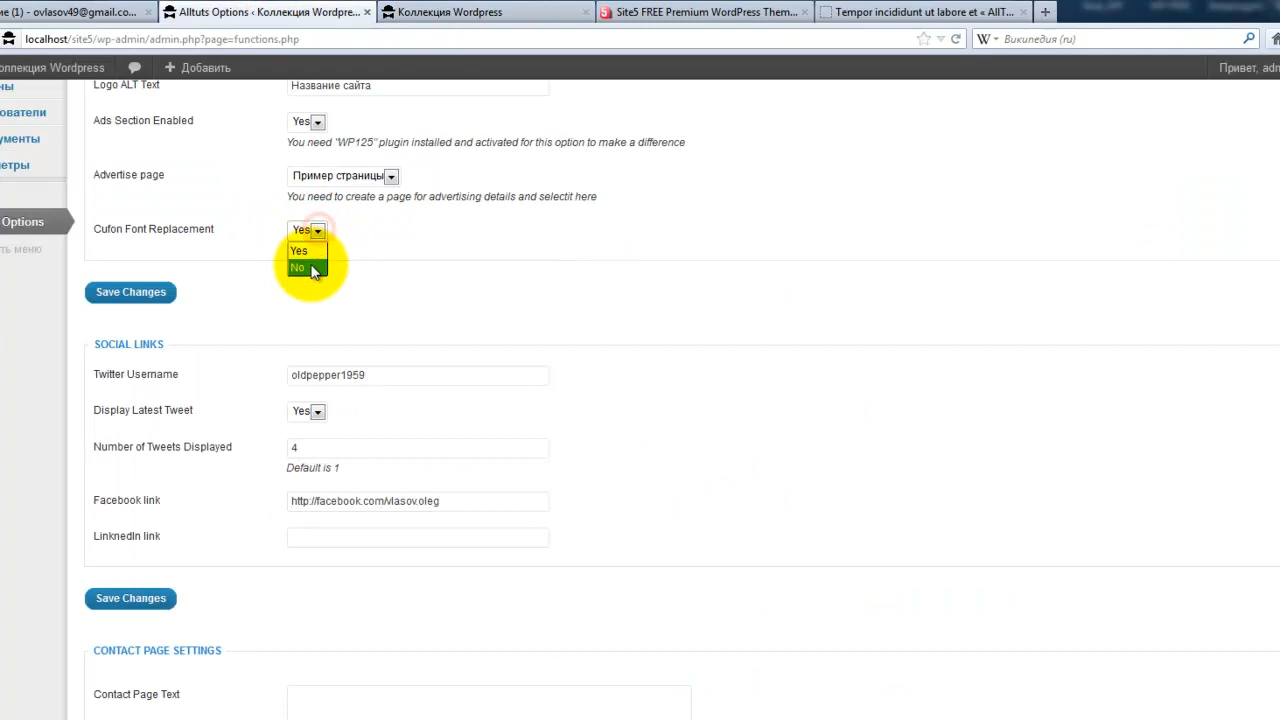 ие (1) - ovlasov49@gmail.co...
Alltuts Options ‹ Коллекция Wordpre...
Коллекция Wordpress
Site5 FREE Premium WordPress Them...
Tempor incididunt ut labore et « AllT...
localhost/site5/wp-admin/admin.php?page=functions.php
Википедия (ru)
оллекция Wordpress
Добавить
Привет, adm
ны
ователи
ументы
етры
Options
ть меню
Logo ALT Text
Название сайта
Ads Section Enabled
Yes
You need "WP125" plugin installed and activated for this option to make a difference
Advertise page
Пример страницы
You need to create a page for advertising details and selectit here
Cufon Font Replacement
Yes
Yes
No
Save Changes
SOCIAL LINKS
Twitter Username
oldpepper1959
Display Latest Tweet
Yes
Number of Tweets Displayed
4
Default is 1
Facebook link
http://facebook.com/vlasov.oleg
LinknedIn link
Save Changes
CONTACT PAGE SETTINGS
Contact Page Text